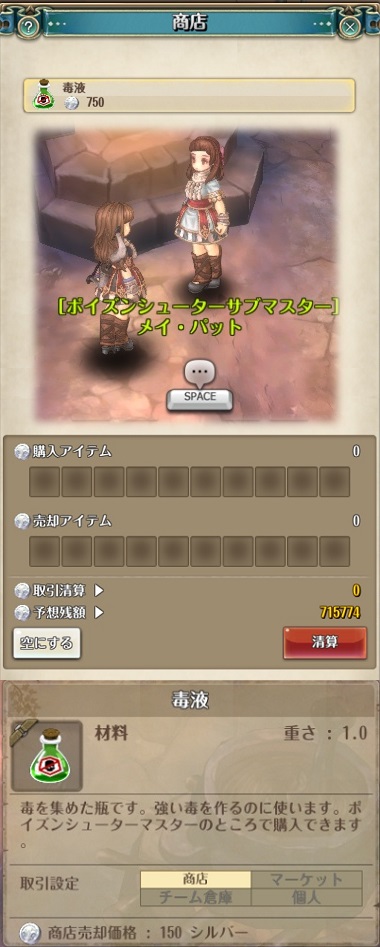 商店
毒液
750
[ポイズンシューターサブマスター]
メイ・パット
SPACE
購入アイテム 0
売却アイテム 0
取引清算 ▶ 0
予想残額 ▶ 715774
空にする 清算
毒液
材料 重さ : 1.0
毒を集めた瓶です。強い毒を作るのに使います。ポ
イズンシューターマスターのところで購入できます
。
取引設定 商店 マーケット
チーム倉庫 個人
商店売却価格 : 150 シルバー